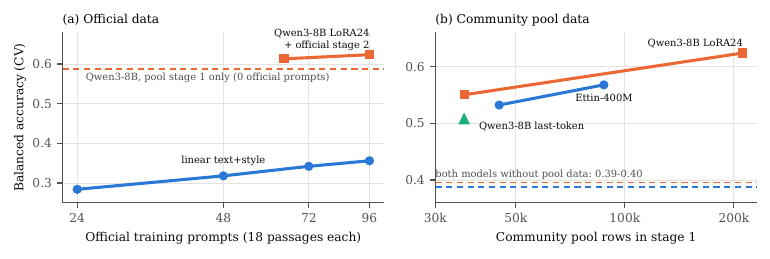 (a) Official data
Balanced accuracy (CV)
0.6
0.5
0.4
0.3
Qwen3-8B LoRA24
+ official stage 2
Qwen3-8B, pool stage 1 only (0 official prompts)
linear text+style
24
48
72
96
Official training prompts (18 passages each)
(b) Community pool data
0.6
0.5
0.4
Qwen3-8B LoRA24
Ettin-400M
Qwen3-8B last-token
both models without pool data: 0.39-0.40
30k
50k
100k
200k
Community pool rows in stage 1